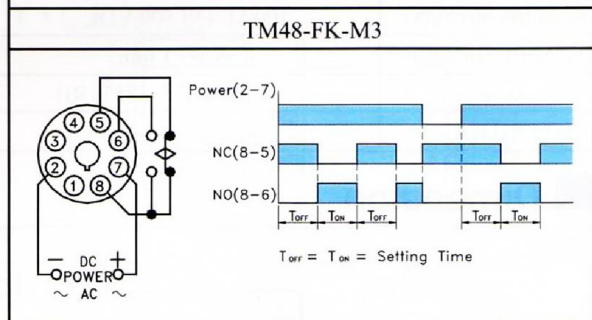 TM48-FK-M3
4 5
3 6
2 7
1 8
DC
POWER
AC
Power(2-7)
NC(8-5)
NO(8-6)
TOFF TON TOFF TOFF TON
TOFF = TON = Setting Time